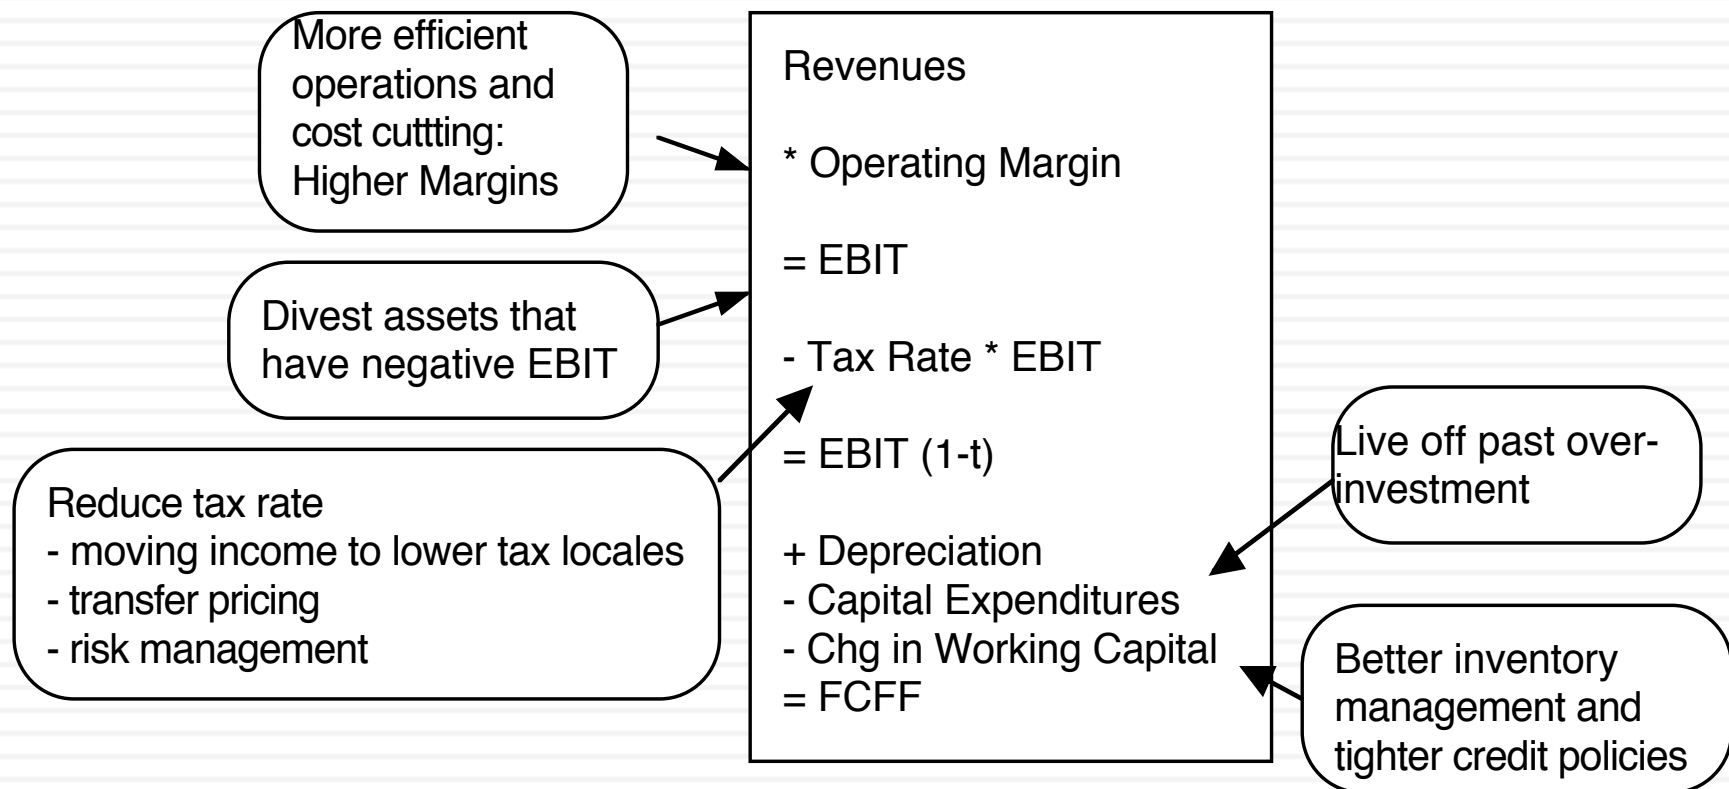 More efficient
operations and
cost cuttting:
Higher Margins
Divest assets that
have negative EBIT
Reduce tax rate
- moving income to lower tax locales
- transfer pricing
- risk management
Revenues
* Operating Margin
= EBIT
- Tax Rate * EBIT
= EBIT (1-t)
+ Depreciation
- Capital Expenditures
- Chg in Working Capital
= FCFF
Live off past over-
investment
Better inventory
management and
tighter credit policies